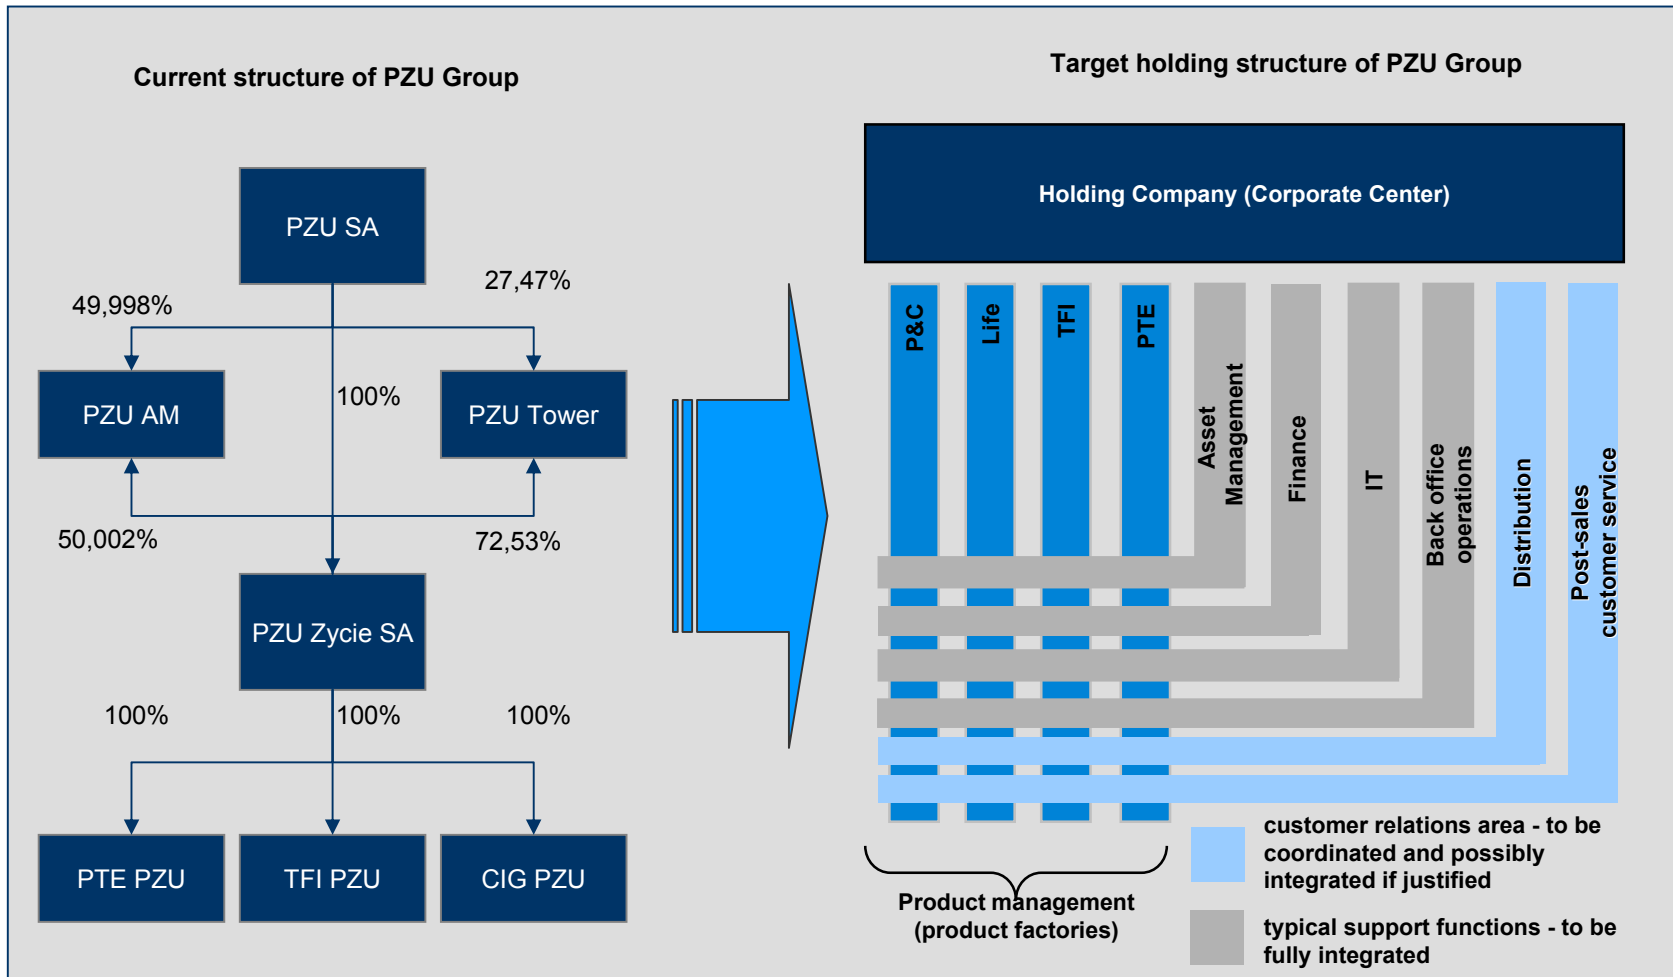 Current structure of PZU Group
PZU SA
49,998%
27,47%
PZU AM
100%
PZU Tower
50,002%
72,53%
PZU Zycie SA
100%
100%
100%
PTE PZU
TFI PZU
CIG PZU
Target holding structure of PZU Group
Holding Company (Corporate Center)
P&C
Life
TFI
PTE
Asset
Management
Finance
IT
Back office
operations
Distribution
Post-sales
customer service
Product management
(product factories)
customer relations area - to be
coordinated and possibly
integrated if justified
typical support functions - to be
fully integrated